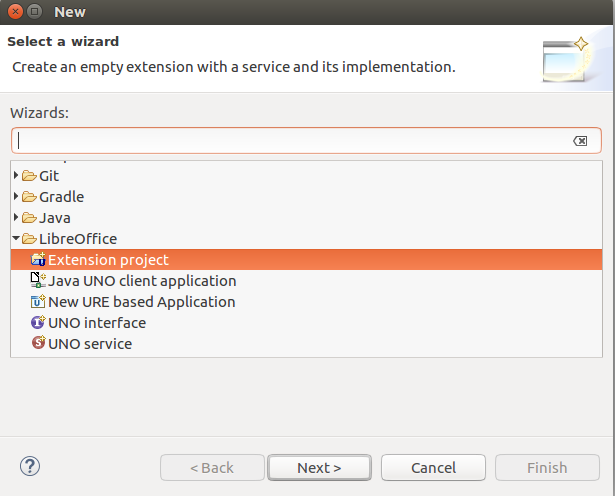 New
Select a wizard
Create an empty extension with a service and its implementation.
Wizards:
Git
Gradle
Java
LibreOffice
Extension project
Java UNO client application
New URE based Application
UNO interface
UNO service
?
< Back
Next >
Cancel
Finish